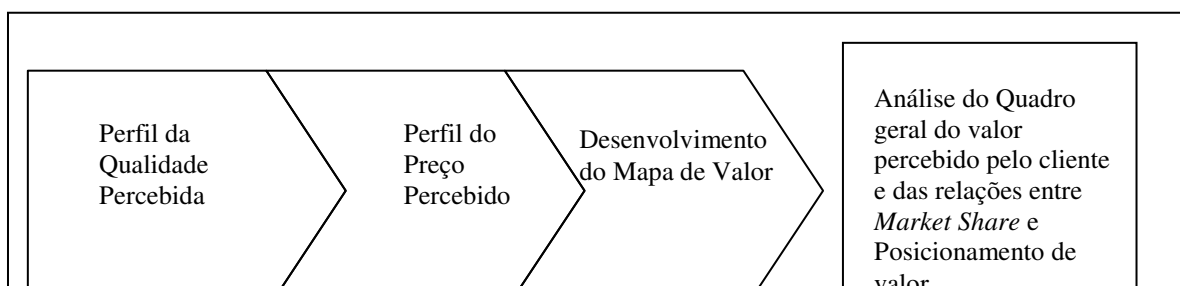 Perfil da
Qualidade
Percebida
Perfil do
Preço
Percebido
Desenvolvimento
do Mapa de Valor
Análise do Quadro
geral do valor
percebido pelo cliente
e das relações entre
Market Share e
Posicionamento de
valor